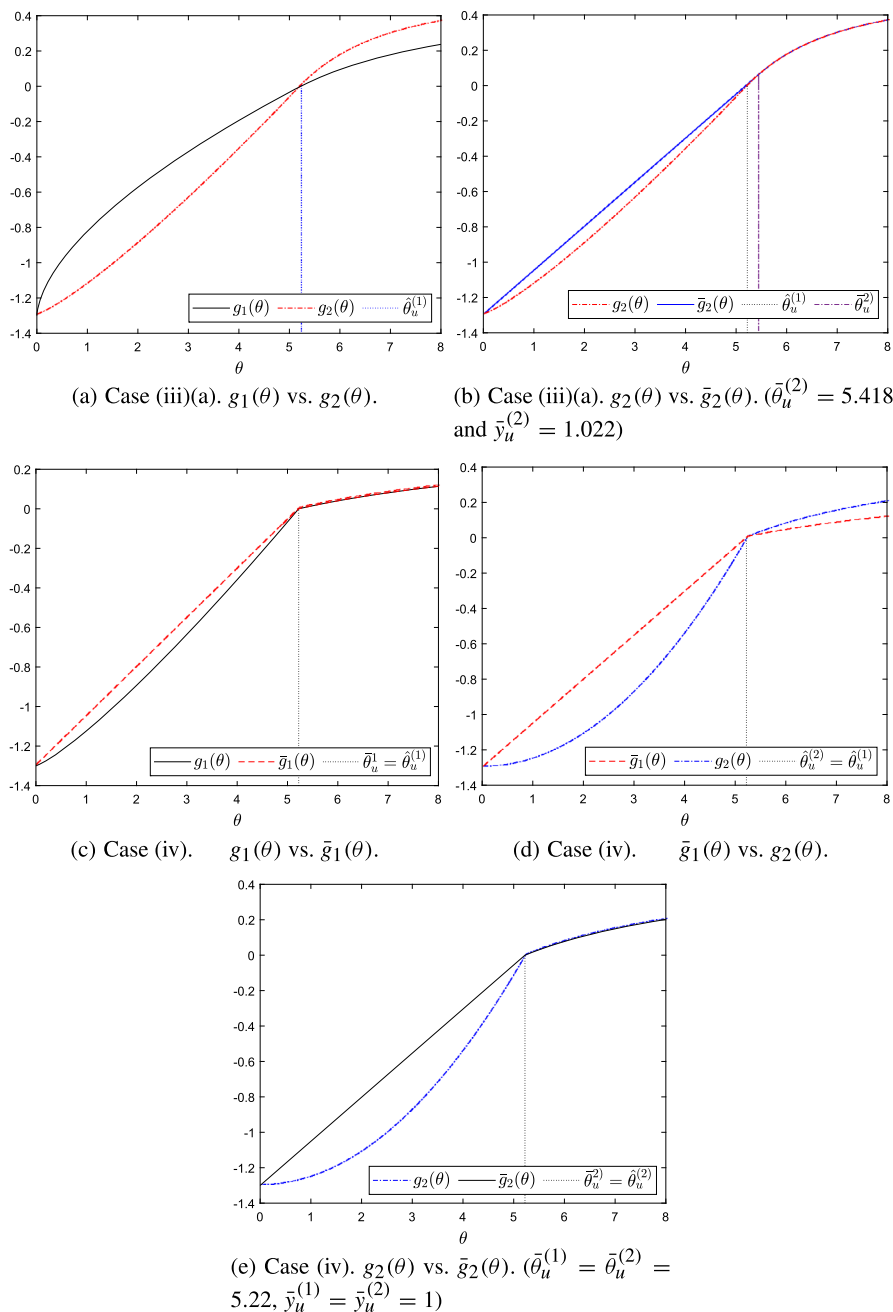 0.4
0.2
0
-0.2
-0.4
-0.6
-0.8
-1
-1.2
-1.4
0 1 2 3 4 5 6 7 8
θ
g₁(θ) g₂(θ) θ̂ᵤ⁽¹⁾
(a) Case (iii)(a). g₁(θ) vs. g₂(θ).
0.4
0.2
0
-0.2
-0.4
-0.6
-0.8
-1
-1.2
-1.4
0 1 2 3 4 5 6 7 8
θ
g₂(θ) ḡ₂(θ) θ̂ᵤ⁽¹⁾ θ̄ᵤ²⁾
(b) Case (iii)(a). g₂(θ) vs. ḡ₂(θ). (θ̄ᵤ⁽²⁾ = 5.418
and ȳᵤ⁽²⁾ = 1.022)
0.2
0
-0.2
-0.4
-0.6
-0.8
-1
-1.2
-1.4
0 1 2 3 4 5 6 7 8
θ
g₁(θ) ḡ₁(θ) θ̄ᵤ¹ = θ̂ᵤ⁽¹⁾
(c) Case (iv). g₁(θ) vs. ḡ₁(θ).
0.4
0.2
0
-0.2
-0.4
-0.6
-0.8
-1
-1.2
-1.4
0 1 2 3 4 5 6 7 8
θ
ḡ₁(θ) g₂(θ) θ̂ᵤ⁽²⁾ = θ̂ᵤ⁽¹⁾
(d) Case (iv). ḡ₁(θ) vs. g₂(θ).
0.4
0.2
0
-0.2
-0.4
-0.6
-0.8
-1
-1.2
-1.4
0 1 2 3 4 5 6 7 8
θ
g₂(θ) ḡ₂(θ) θ̄ᵤ²⁾ = θ̂ᵤ⁽²⁾
(e) Case (iv). g₂(θ) vs. ḡ₂(θ). (θ̄ᵤ⁽¹⁾ = θ̄ᵤ⁽²⁾ =
5.22, ȳᵤ⁽¹⁾ = ȳᵤ⁽²⁾ = 1)